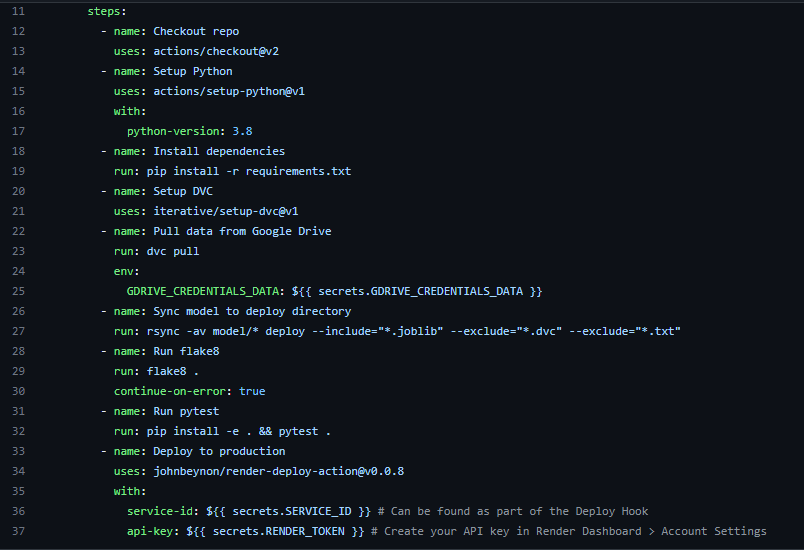 11 steps:
12 - name: Checkout repo
13 uses: actions/checkout@v2
14 - name: Setup Python
15 uses: actions/setup-python@v1
16 with:
17 python-version: 3.8
18 - name: Install dependencies
19 run: pip install -r requirements.txt
20 - name: Setup DVC
21 uses: iterative/setup-dvc@v1
22 - name: Pull data from Google Drive
23 run: dvc pull
24 env:
25 GDRIVE_CREDENTIALS_DATA: ${{ secrets.GDRIVE_CREDENTIALS_DATA }}
26 - name: Sync model to deploy directory
27 run: rsync -av model/* deploy --include="*.joblib" --exclude="*.dvc" --exclude="*.txt"
28 - name: Run flake8
29 run: flake8 .
30 continue-on-error: true
31 - name: Run pytest
32 run: pip install -e . && pytest .
33 - name: Deploy to production
34 uses: johnbeynon/render-deploy-action@v0.0.8
35 with:
36 service-id: ${{ secrets.SERVICE_ID }} # Can be found as part of the Deploy Hook
37 api-key: ${{ secrets.RENDER_TOKEN }} # Create your API key in Render Dashboard > Account Settings